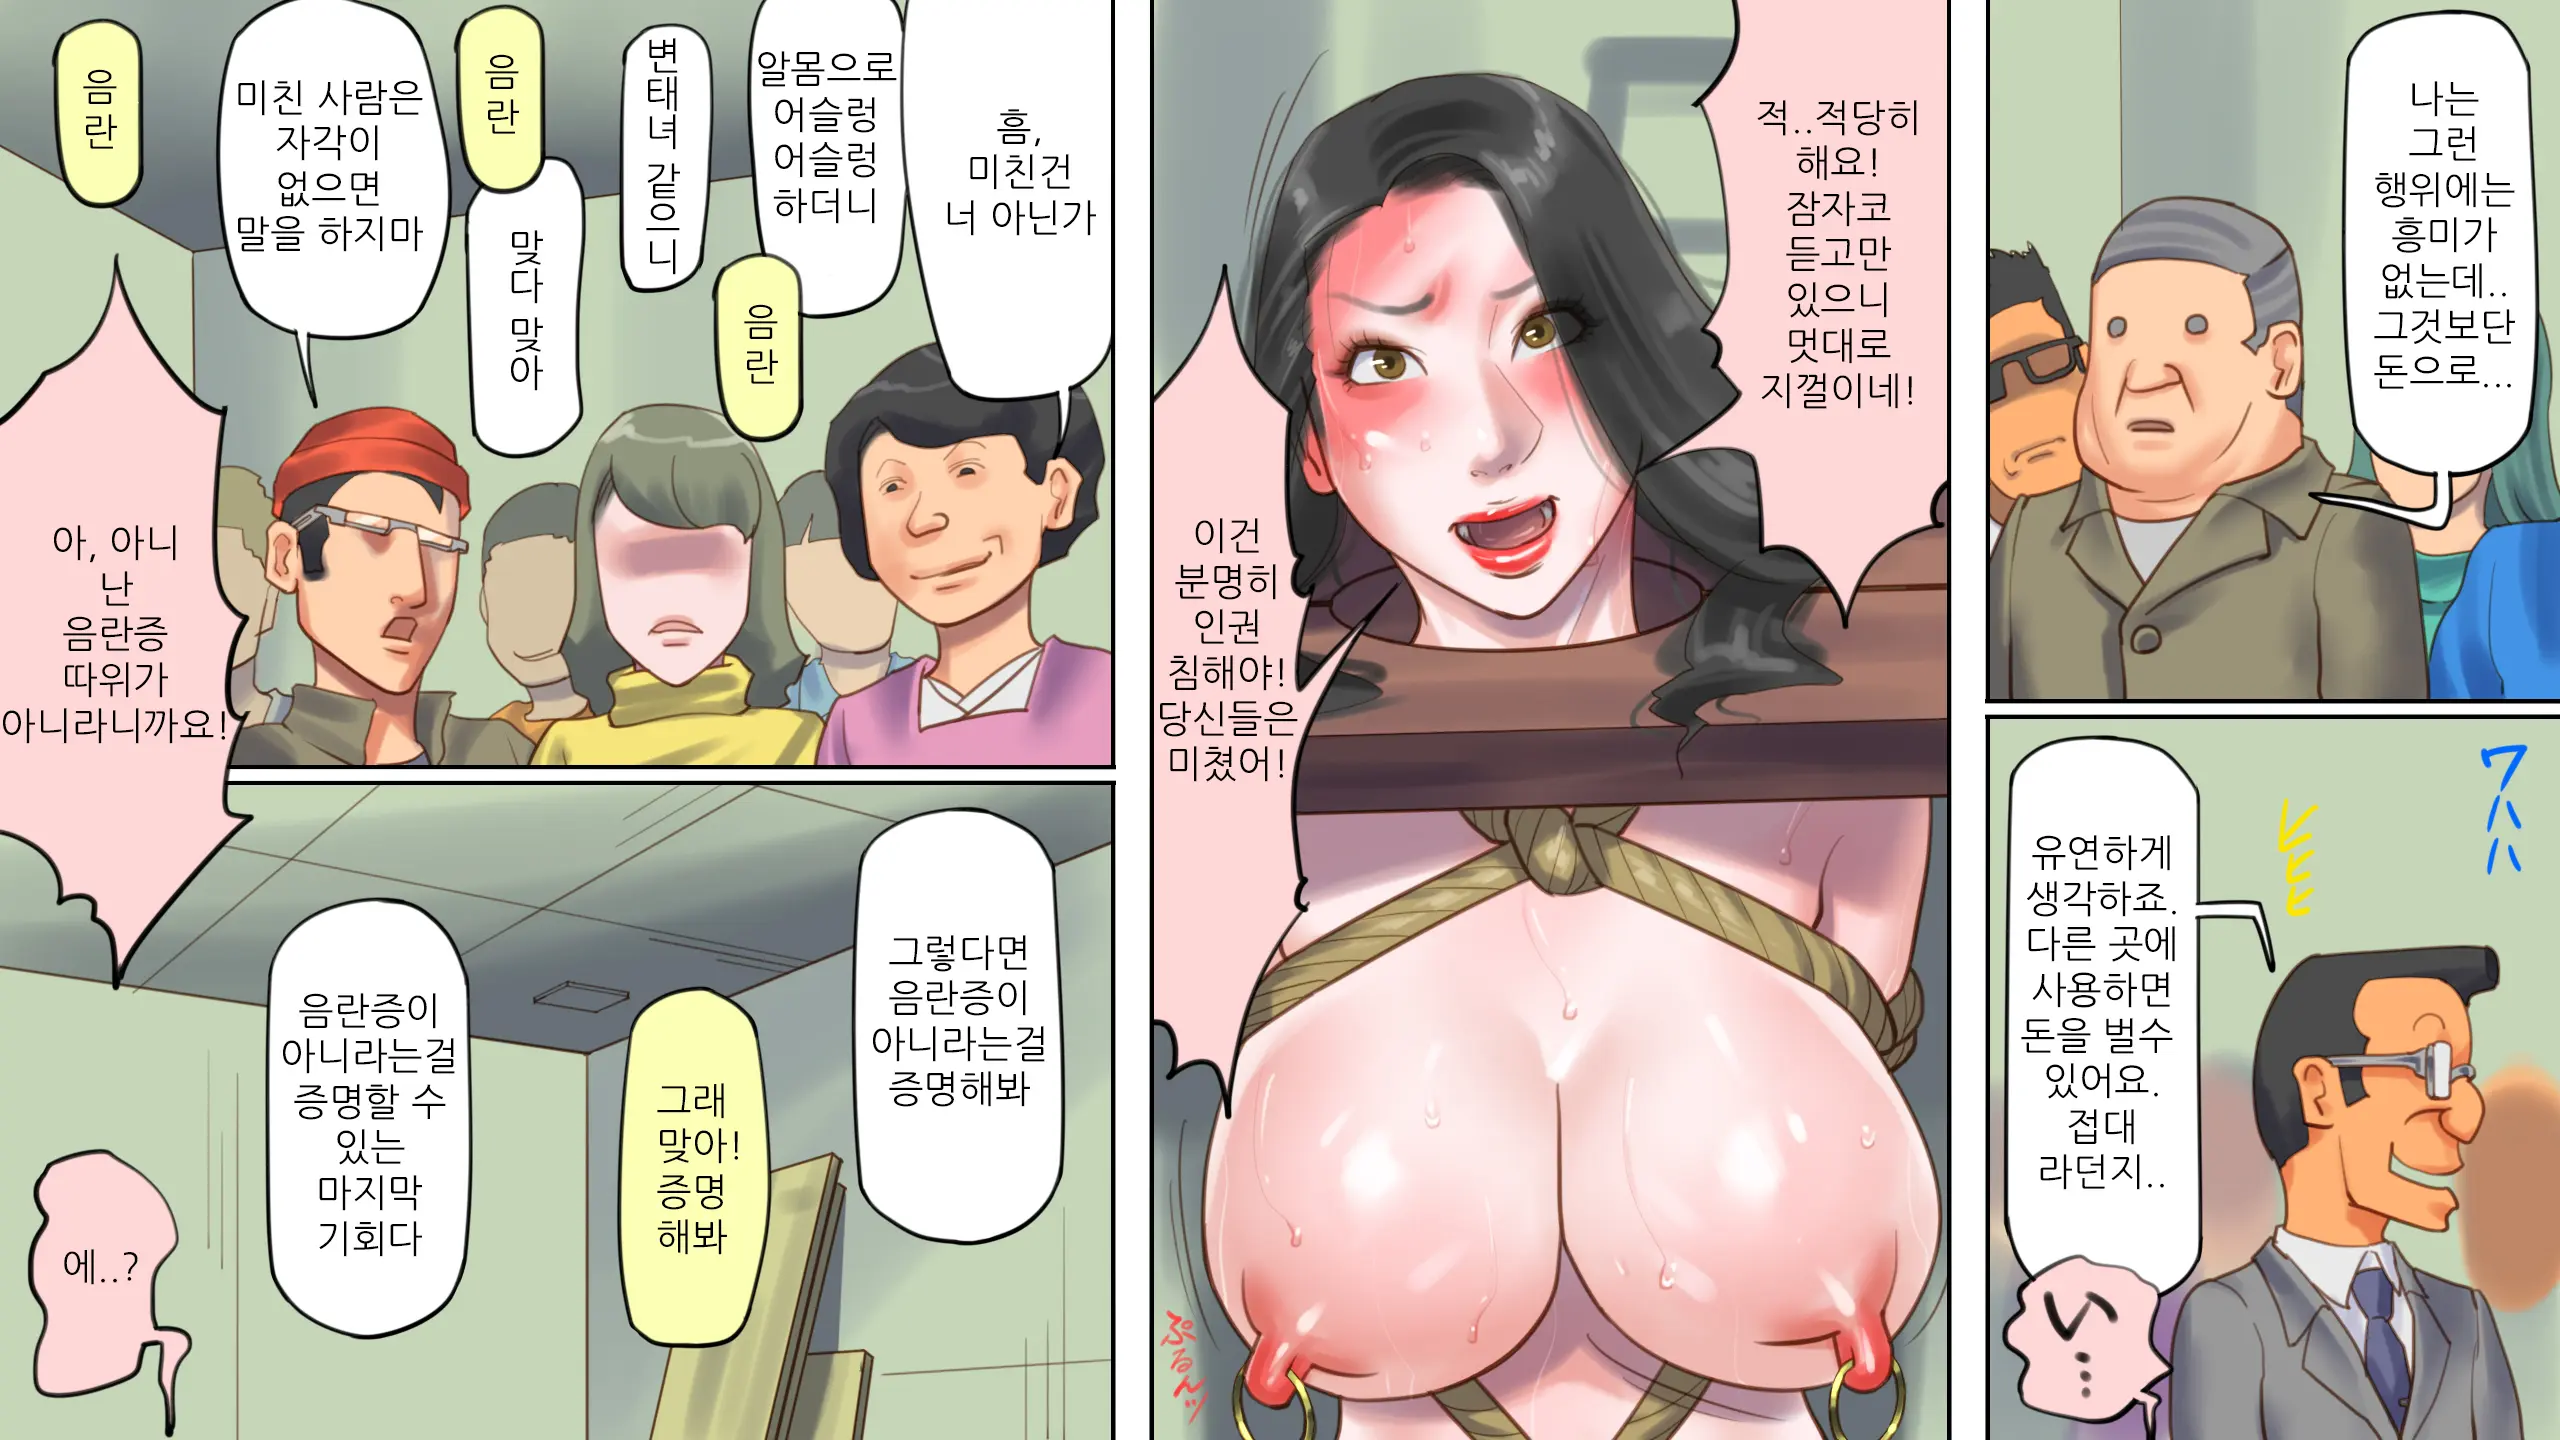 나는
그런
행위에는
흥미가
없는데..
그것보단
돈으로...
ワハハ
ヒヒヒ
유연하게
생각하죠.
다른 곳에
사용하면
돈을 벌수
있어요.
접대
라던지..
い…
적..적당히
해요!
잠자코
듣고만
있으니
멋대로
지껄이네!
이건
분명히
인권
침해야!
당신들은
미쳤어!
ぷるんッ
흠,
미친건
너 아닌가
알몸으로
어슬렁
어슬렁
하더니
음란
변태녀 같으니
음란
맞다 맞아
미친 사람은
자각이
없으면
말을 하지마
음란
아, 아니
난
음란증
따위가
아니라니까요!
그렇다면
음란증이
아니라는걸
증명해봐
그래
맞아!
증명
해봐
음란증이
아니라는걸
증명할 수
있는
마지막
기회다
에..?